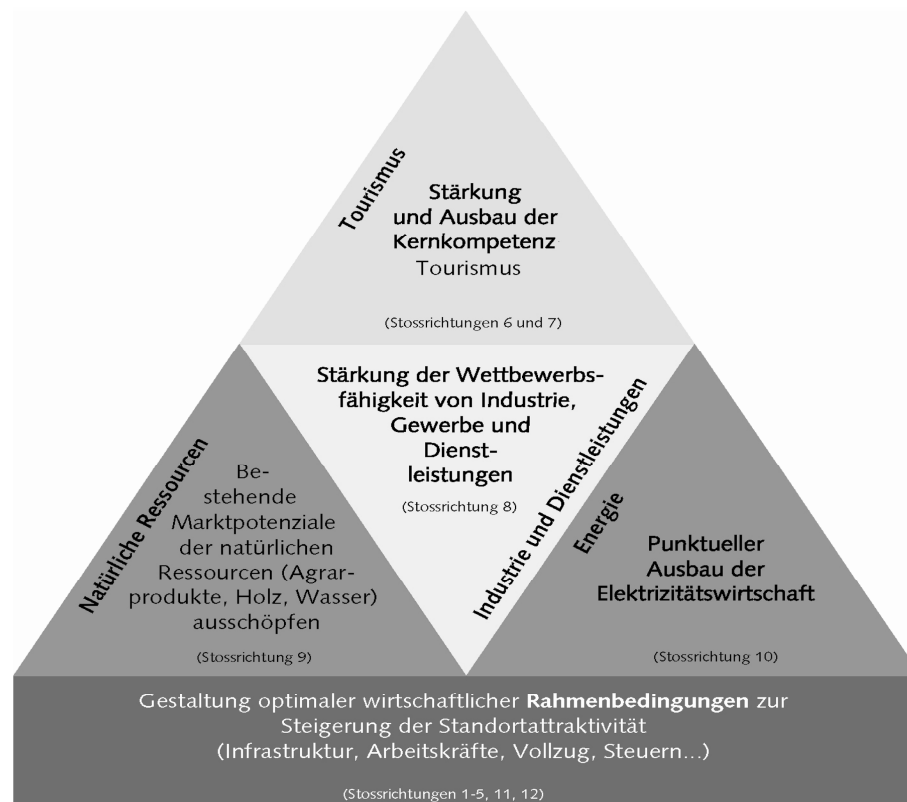 Tourismus
Stärkung
und Ausbau der
Kernkompetenz
Tourismus
(Stossrichtungen 6 und 7)
Stärkung der Wettbewerbs-
fähigkeit von Industrie,
Gewerbe und
Dienst-
leistungen
(Stossrichtung 8)
Industrie und Dienstleistungen
Natürliche Ressourcen
Be-
stehende
Marktpotenziale
der natürlichen
Ressourcen (Agrar-
produkte, Holz, Wasser)
ausschöpfen
(Stossrichtung 9)
Energie
Punktueller
Ausbau der
Elektrizitätswirtschaft
(Stossrichtung 10)
Gestaltung optimaler wirtschaftlicher Rahmenbedingungen zur
Steigerung der Standortattraktivität
(Infrastruktur, Arbeitskräfte, Vollzug, Steuern...)
(Stossrichtungen 1-5, 11, 12)